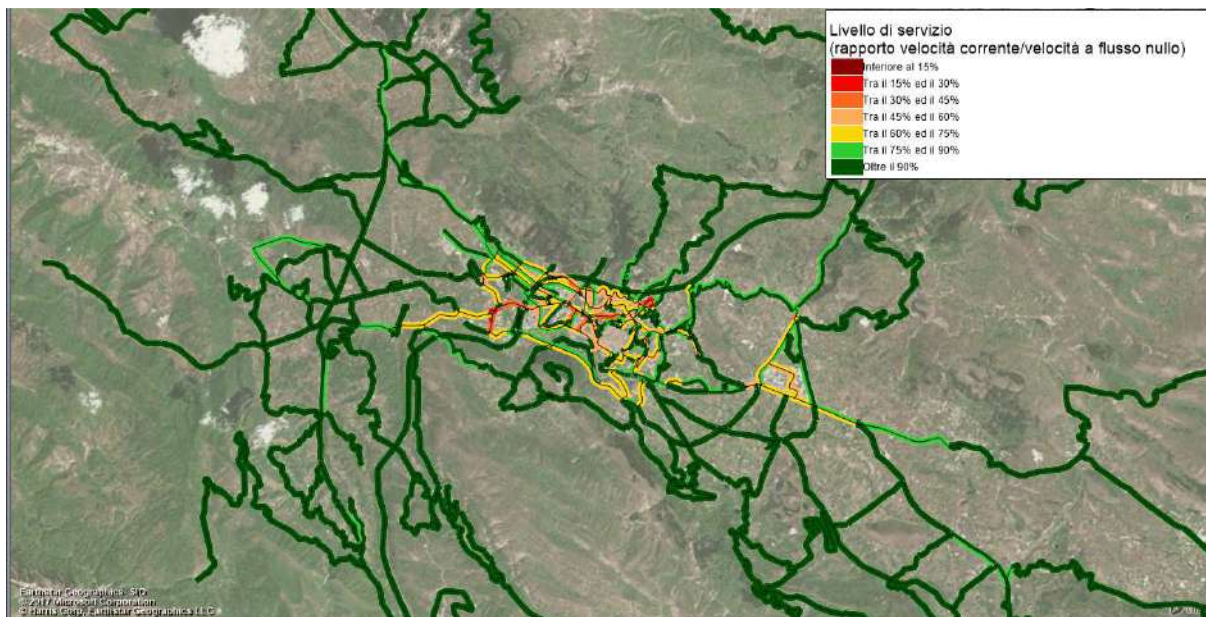 Livello di servizio
(rapporto velocità corrente/velocità a flusso nullo)
Inferiore al 15%
Tra il 15% ed il 30%
Tra il 30% ed il 45%
Tra il 45% ed il 60%
Tra il 60% ed il 75%
Tra il 75% ed il 90%
Oltre il 90%
Earthstar Geographics, SIO
© 2017 Microsoft Corporation
© Harris Corp, Earthstar Geographics LLC